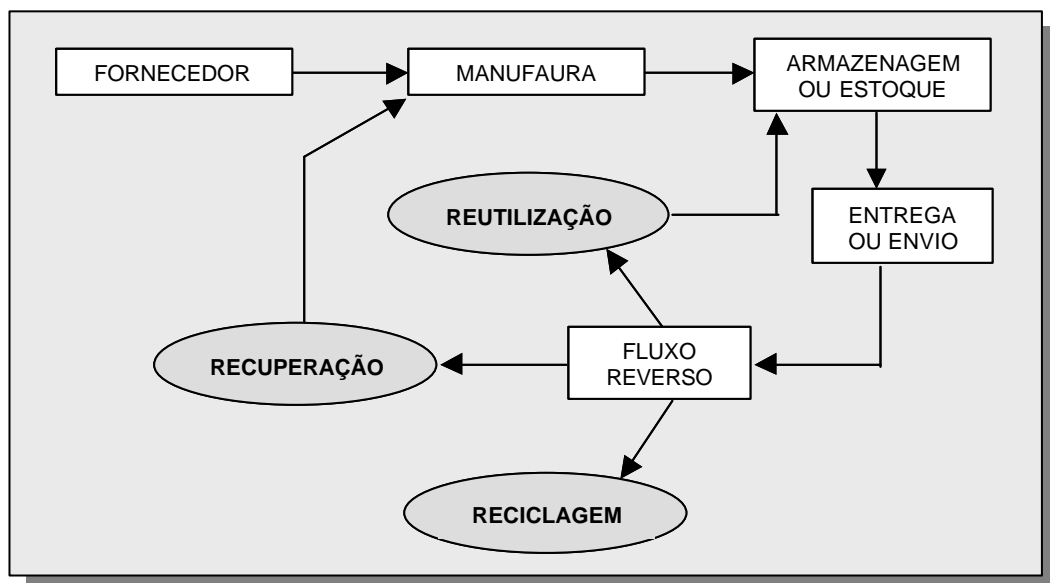 FORNECEDOR
MANUFAURA
ARMAZENAGEM
OU ESTOQUE
REUTILIZAÇÃO
ENTREGA
OU ENVIO
RECUPERAÇÃO
FLUXO
REVERSO
RECICLAGEM